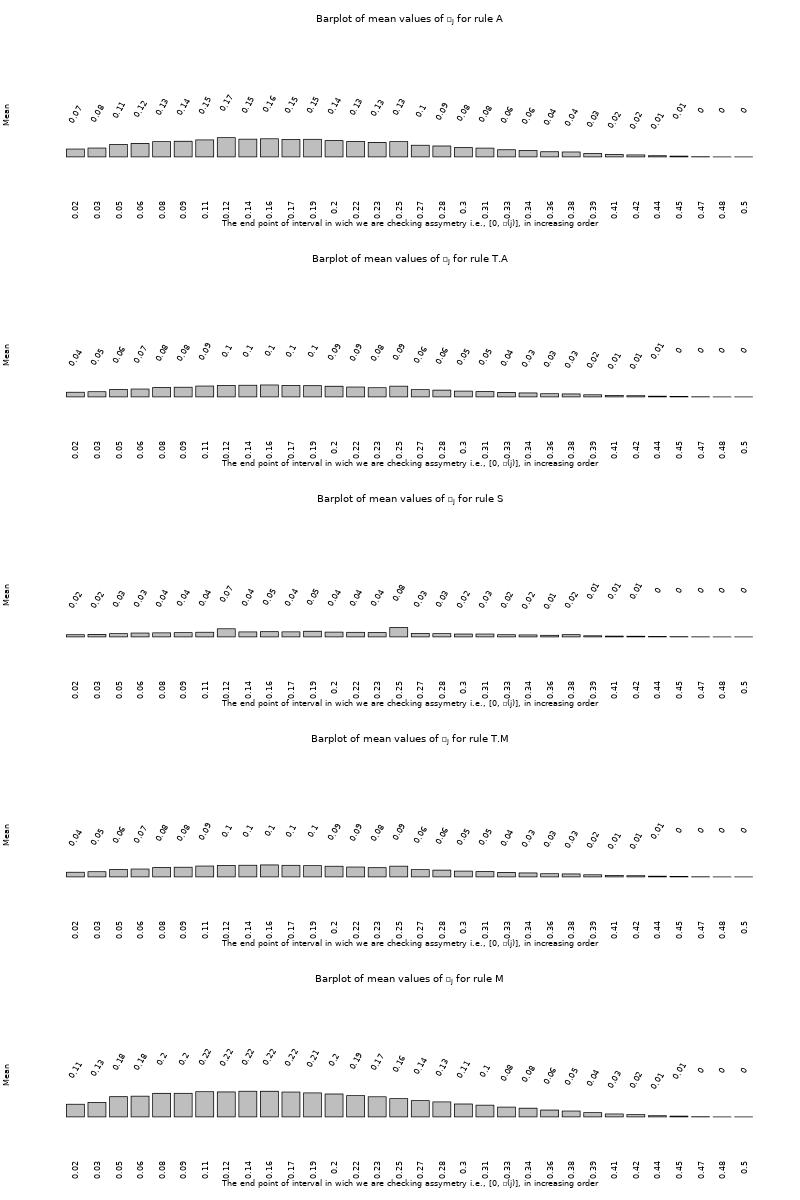 Barplot of mean values of □j for rule A
Mean
0.07 0.08 0.11 0.12 0.13 0.14 0.15 0.17 0.15 0.16 0.15 0.15 0.14 0.13 0.13 0.13 0.1 0.09 0.08 0.08 0.06 0.06 0.04 0.04 0.03 0.02 0.02 0.01 0.01 0 0 0
0.02 0.03 0.05 0.06 0.08 0.09 0.11 0.12 0.14 0.16 0.17 0.19 0.2 0.22 0.23 0.25 0.27 0.28 0.3 0.31 0.33 0.34 0.36 0.38 0.39 0.41 0.42 0.44 0.45 0.47 0.48 0.5
The end point of interval in wich we are checking assymetry i.e., [0, □(j)], in increasing order
Barplot of mean values of □j for rule T.A
Mean
0.04 0.05 0.06 0.07 0.08 0.08 0.09 0.1 0.1 0.1 0.1 0.1 0.09 0.09 0.08 0.09 0.06 0.06 0.05 0.05 0.04 0.03 0.03 0.03 0.02 0.01 0.01 0.01 0 0 0 0
0.02 0.03 0.05 0.06 0.08 0.09 0.11 0.12 0.14 0.16 0.17 0.19 0.2 0.22 0.23 0.25 0.27 0.28 0.3 0.31 0.33 0.34 0.36 0.38 0.39 0.41 0.42 0.44 0.45 0.47 0.48 0.5
The end point of interval in wich we are checking assymetry i.e., [0, □(j)], in increasing order
Barplot of mean values of □j for rule S
Mean
0.02 0.02 0.03 0.03 0.04 0.04 0.04 0.07 0.04 0.05 0.04 0.05 0.04 0.04 0.04 0.08 0.03 0.03 0.02 0.03 0.02 0.02 0.01 0.02 0.01 0.01 0.01 0 0 0 0 0
0.02 0.03 0.05 0.06 0.08 0.09 0.11 0.12 0.14 0.16 0.17 0.19 0.2 0.22 0.23 0.25 0.27 0.28 0.3 0.31 0.33 0.34 0.36 0.38 0.39 0.41 0.42 0.44 0.45 0.47 0.48 0.5
The end point of interval in wich we are checking assymetry i.e., [0, □(j)], in increasing order
Barplot of mean values of □j for rule T.M
Mean
0.04 0.05 0.06 0.07 0.08 0.08 0.09 0.1 0.1 0.1 0.1 0.1 0.09 0.09 0.08 0.09 0.06 0.06 0.05 0.05 0.04 0.03 0.03 0.03 0.02 0.01 0.01 0.01 0 0 0 0
0.02 0.03 0.05 0.06 0.08 0.09 0.11 0.12 0.14 0.16 0.17 0.19 0.2 0.22 0.23 0.25 0.27 0.28 0.3 0.31 0.33 0.34 0.36 0.38 0.39 0.41 0.42 0.44 0.45 0.47 0.48 0.5
The end point of interval in wich we are checking assymetry i.e., [0, □(j)], in increasing order
Barplot of mean values of □j for rule M
Mean
0.11 0.13 0.18 0.18 0.2 0.2 0.22 0.22 0.22 0.22 0.22 0.21 0.2 0.19 0.17 0.16 0.14 0.13 0.11 0.1 0.08 0.08 0.06 0.05 0.04 0.03 0.02 0.01 0.01 0 0 0
0.02 0.03 0.05 0.06 0.08 0.09 0.11 0.12 0.14 0.16 0.17 0.19 0.2 0.22 0.23 0.25 0.27 0.28 0.3 0.31 0.33 0.34 0.36 0.38 0.39 0.41 0.42 0.44 0.45 0.47 0.48 0.5
The end point of interval in wich we are checking assymetry i.e., [0, □(j)], in increasing order